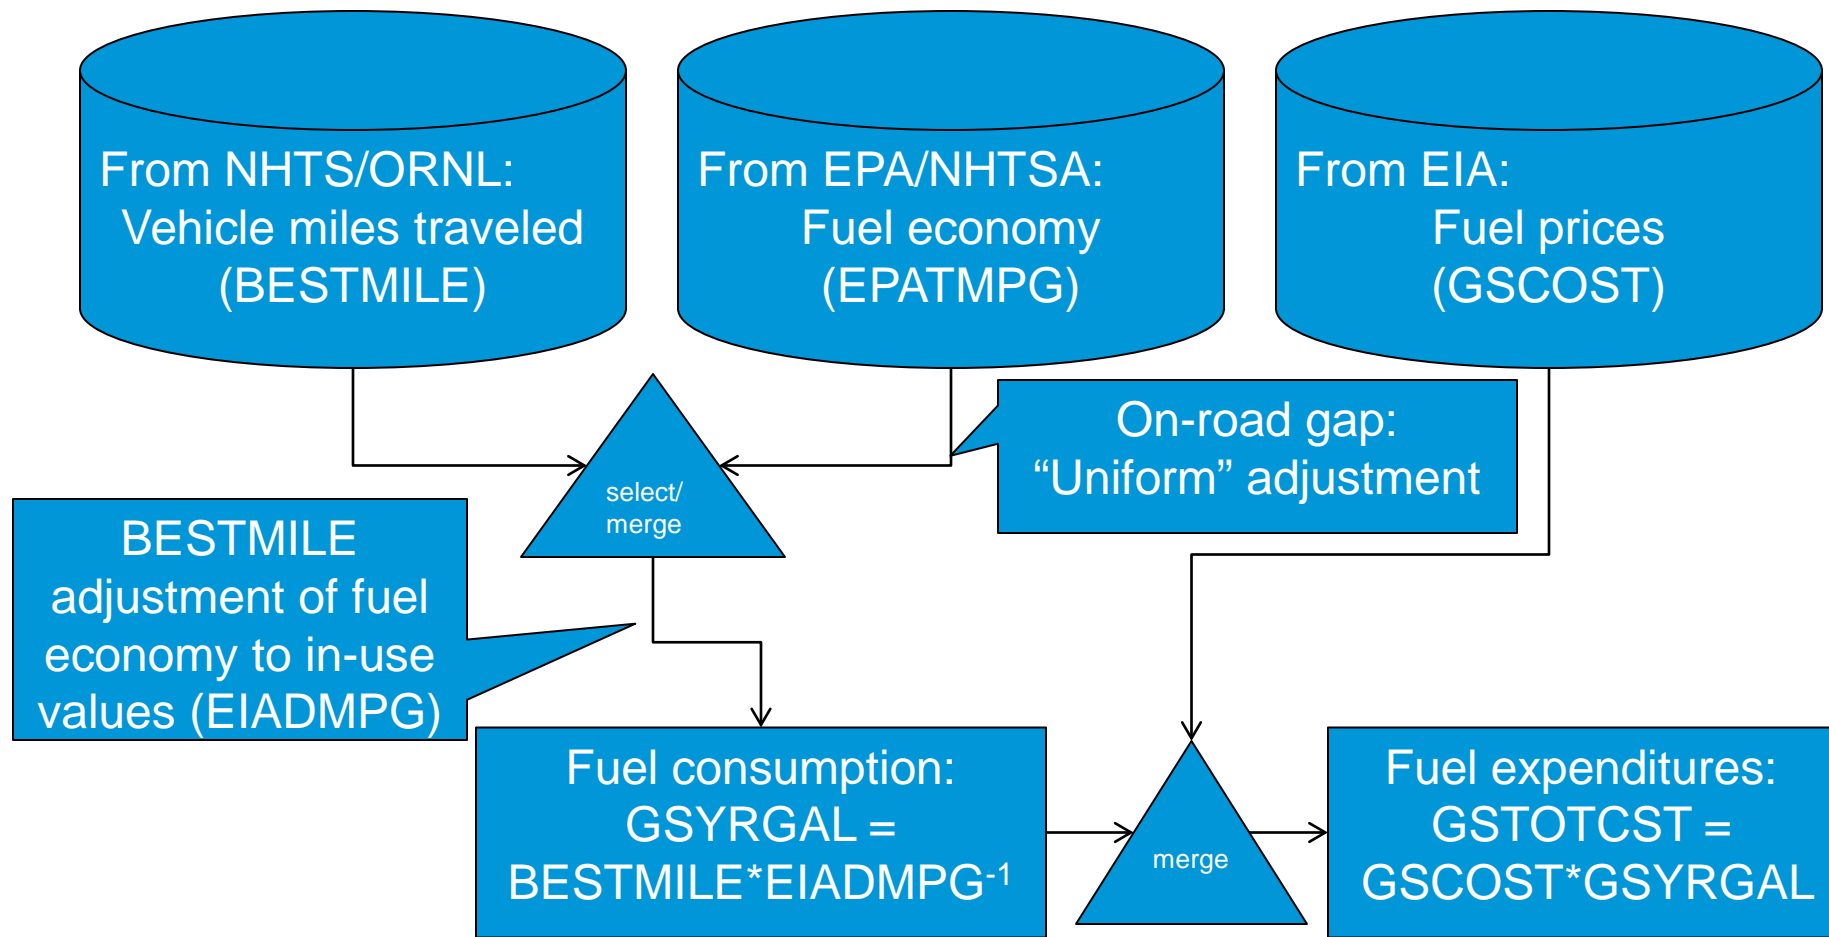 From NHTS/ORNL:
Vehicle miles traveled
(BESTMILE)
From EPA/NHTSA:
Fuel economy
(EPATMPG)
From EIA:
Fuel prices
(GSCOST)
On-road gap:
“Uniform” adjustment
select/
merge
BESTMILE
adjustment of fuel
economy to in-use
values (EIADMPG)
Fuel consumption:
GSYRGAL =
BESTMILE*EIADMPG⁻¹
merge
Fuel expenditures:
GSTOTCST =
GSCOST*GSYRGAL